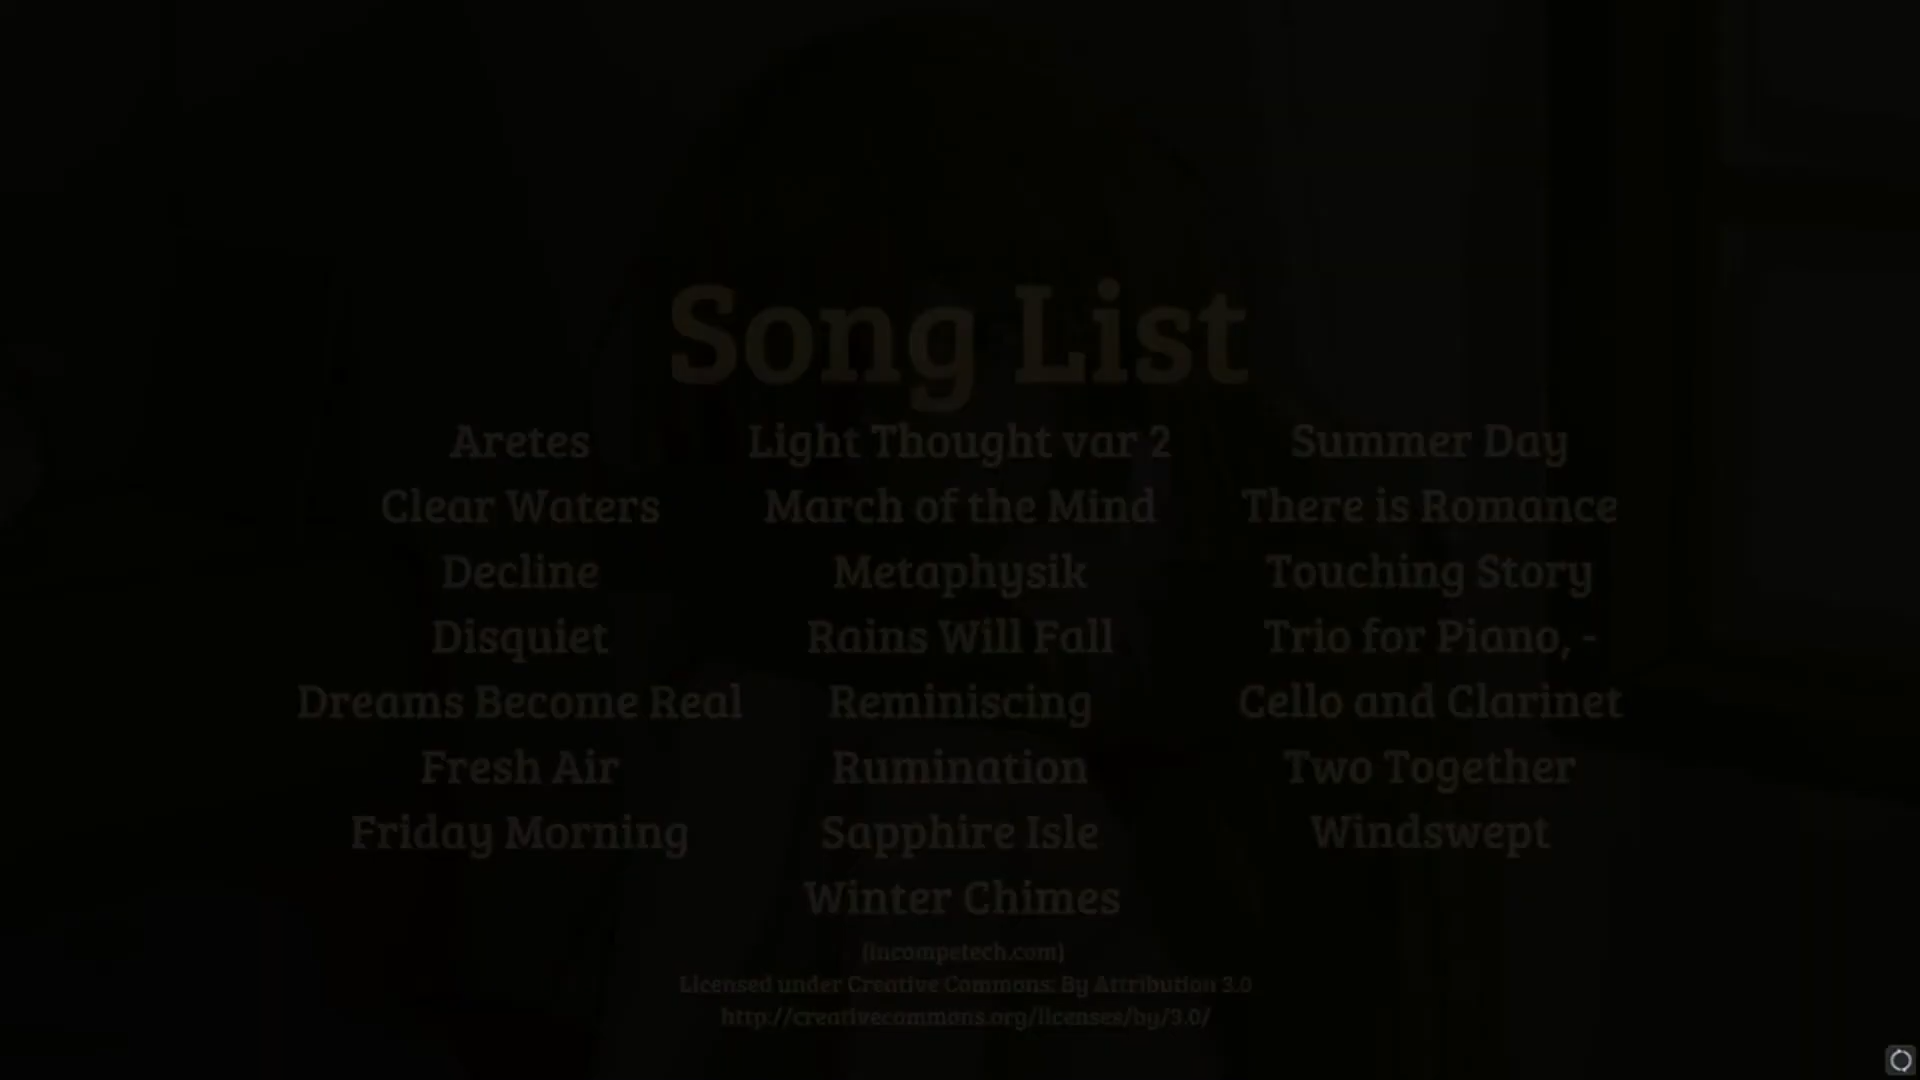 Song List
Aretes
Clear Waters
Decline
Disquiet
Dreams Become Real
Fresh Air
Friday Morning
Light Thought var 2
March of the Mind
Metaphysik
Rains Will Fall
Reminiscing
Rumination
Sapphire Isle
Winter Chimes
Summer Day
There is Romance
Touching Story
Trio for Piano, -
Cello and Clarinet
Two Together
Windswept
(incompetech.com)
Licensed under Creative Commons: By Attribution 3.0
http://creativecommons.org/licenses/by/3.0/